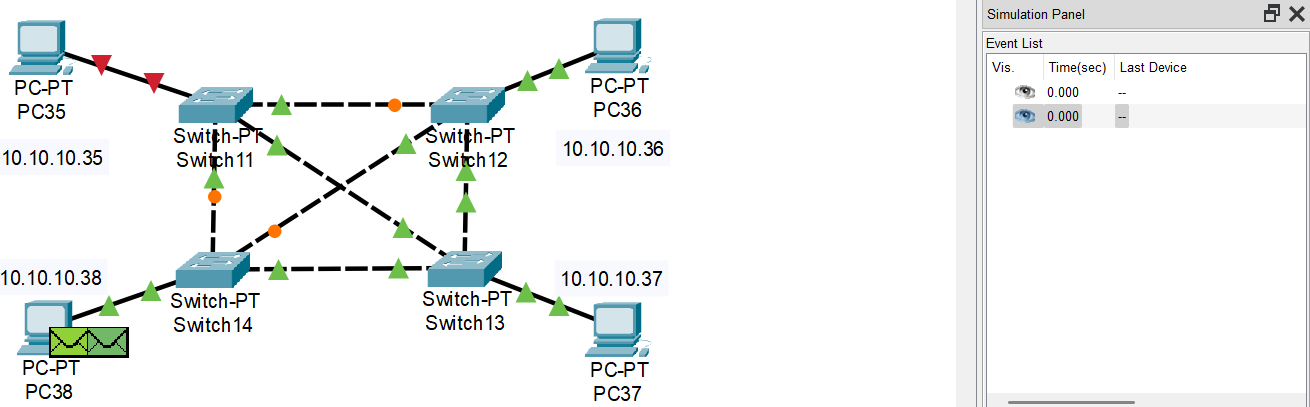 Simulation Panel
Event List
Vis. Time(sec) Last Device
0.000 --
0.000 --
PC-PT
PC35
PC-PT
PC36
Switch-PT
Switch11
Switch-PT
Switch12
10.10.10.35
10.10.10.36
10.10.10.38
10.10.10.37
Switch-PT
Switch14
Switch-PT
Switch13
PC-PT
PC38
PC-PT
PC37